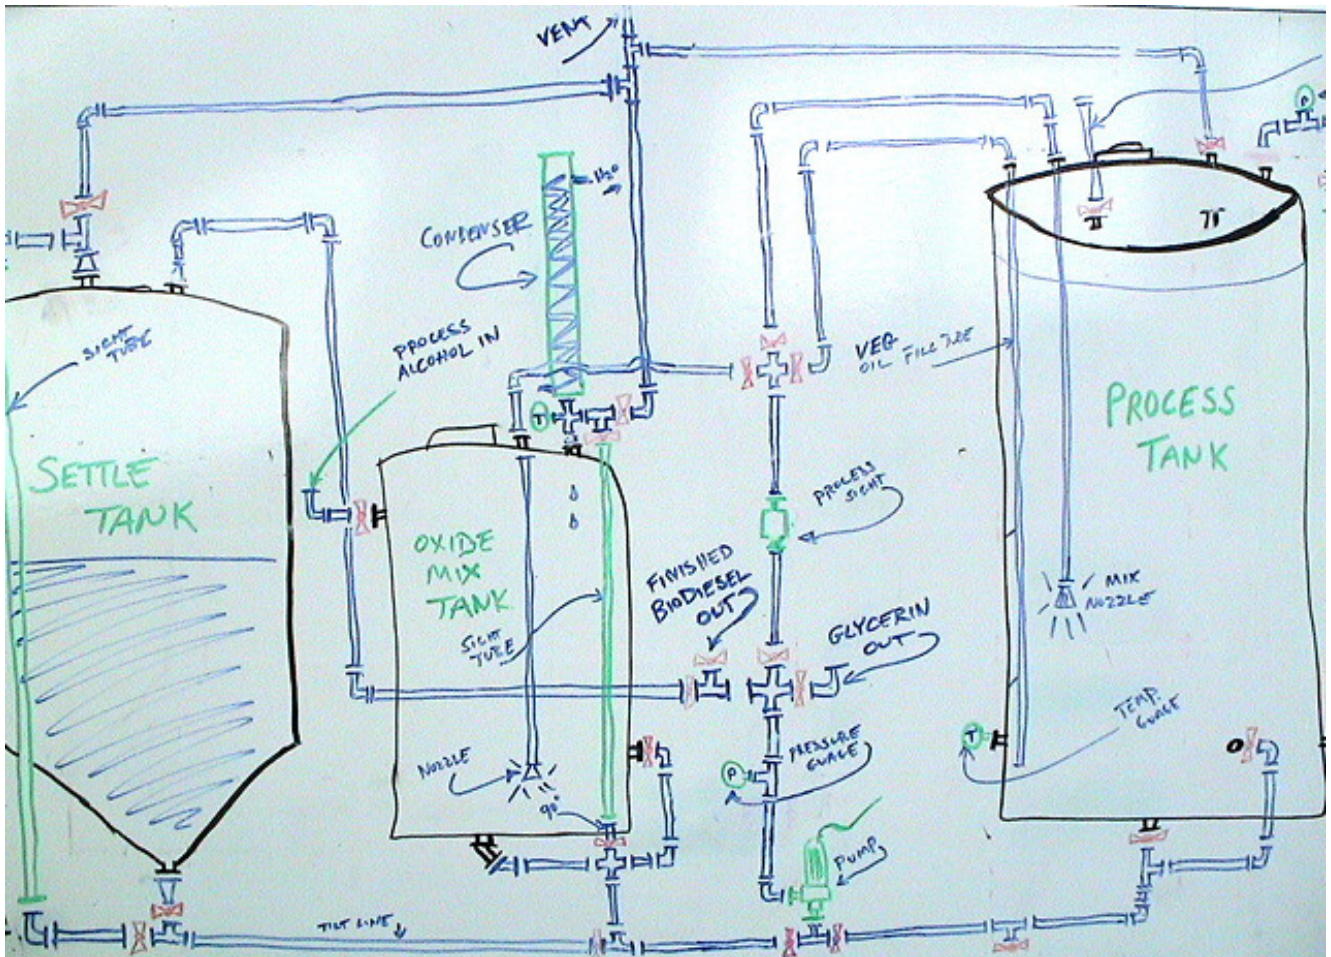 VENT
P
H2O
CONDENSER
SIGHT
TUBE
PROCESS
ALCOHOL IN
VEG
OIL FILL TUBE
T
PROCESS
TANK
SETTLE
TANK
PROCESS
SIGHT
OXIDE
MIX
TANK
FINISHED
BIODIESEL
OUT
MIX
NOZZLE
SIGHT
TUBE
GLYCERIN
OUT
TEMP.
GUAGE
T
NOZZLE
PRESSURE
GUAGE
P
90°
PUMP
TILT LINE